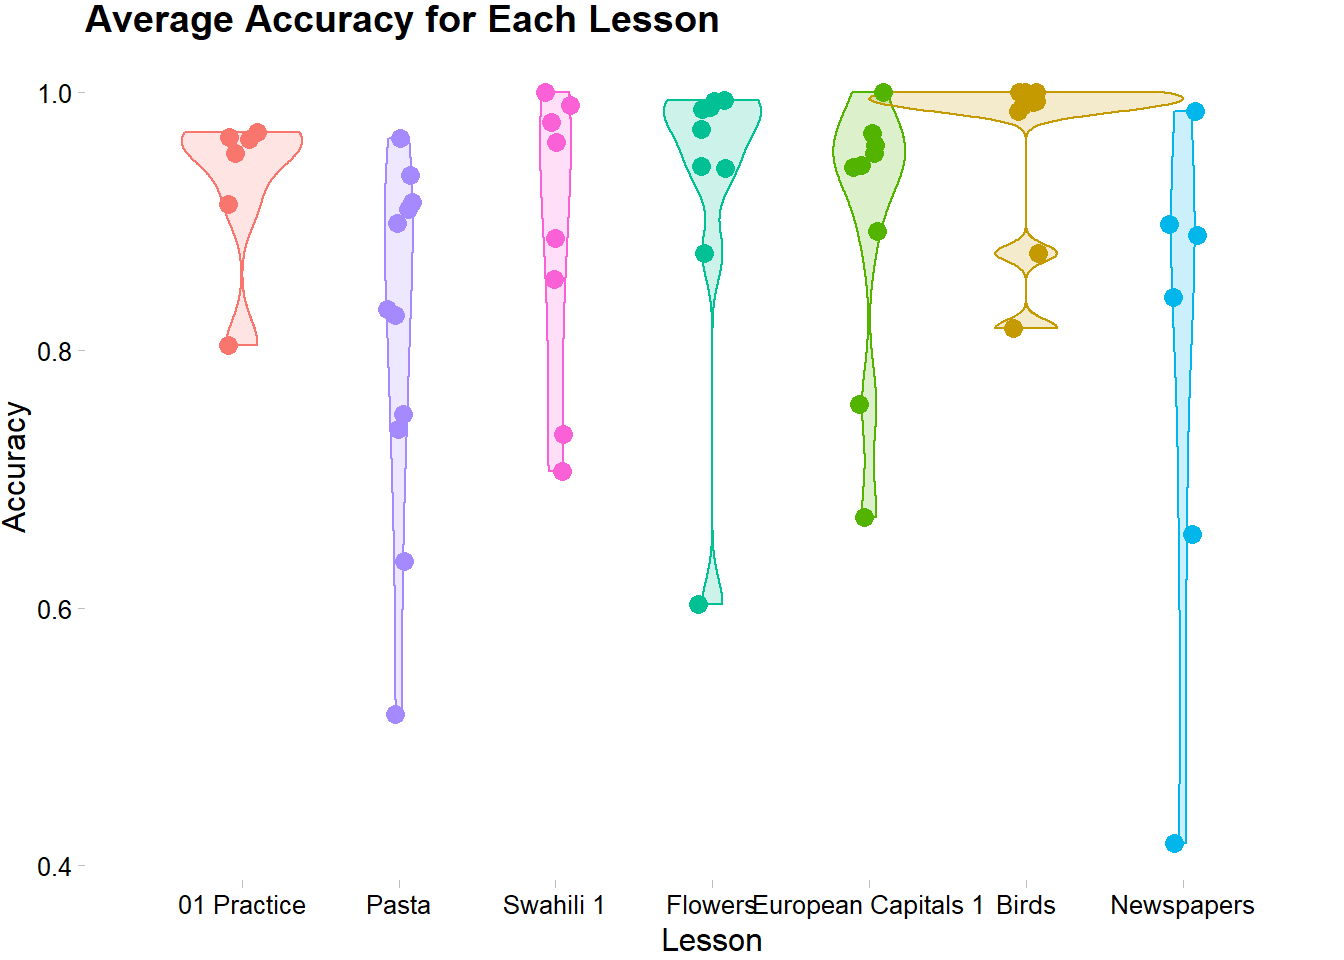 Average Accuracy for Each Lesson
1.0
0.8
0.6
0.4
Accuracy
01 Practice
Pasta
Swahili 1
Flowers
European Capitals 1
Birds
Newspapers
Lesson